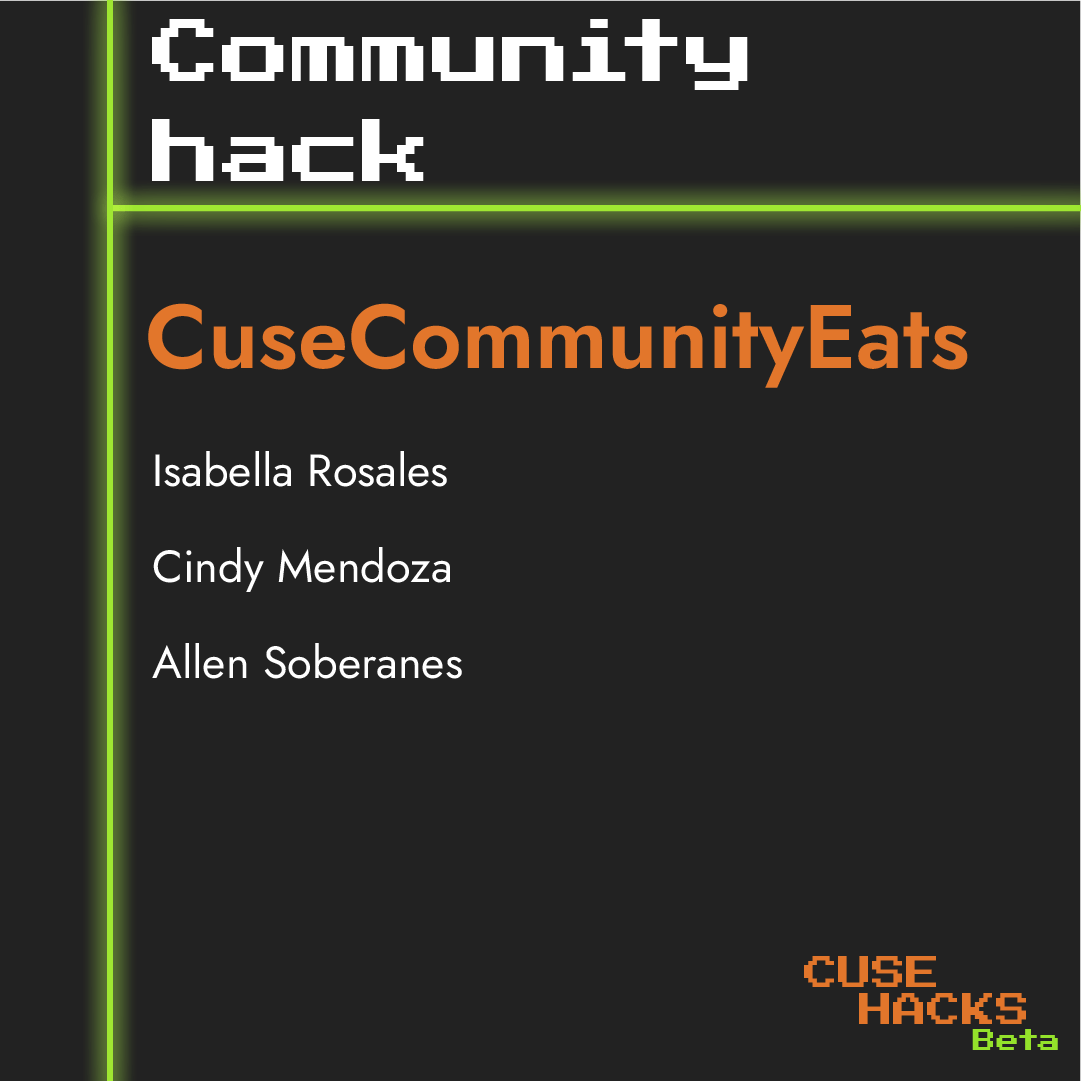 Community
hack
CuseCommunityEats
Isabella Rosales
Cindy Mendoza
Allen Soberanes
CUSE
HACKS
Beta